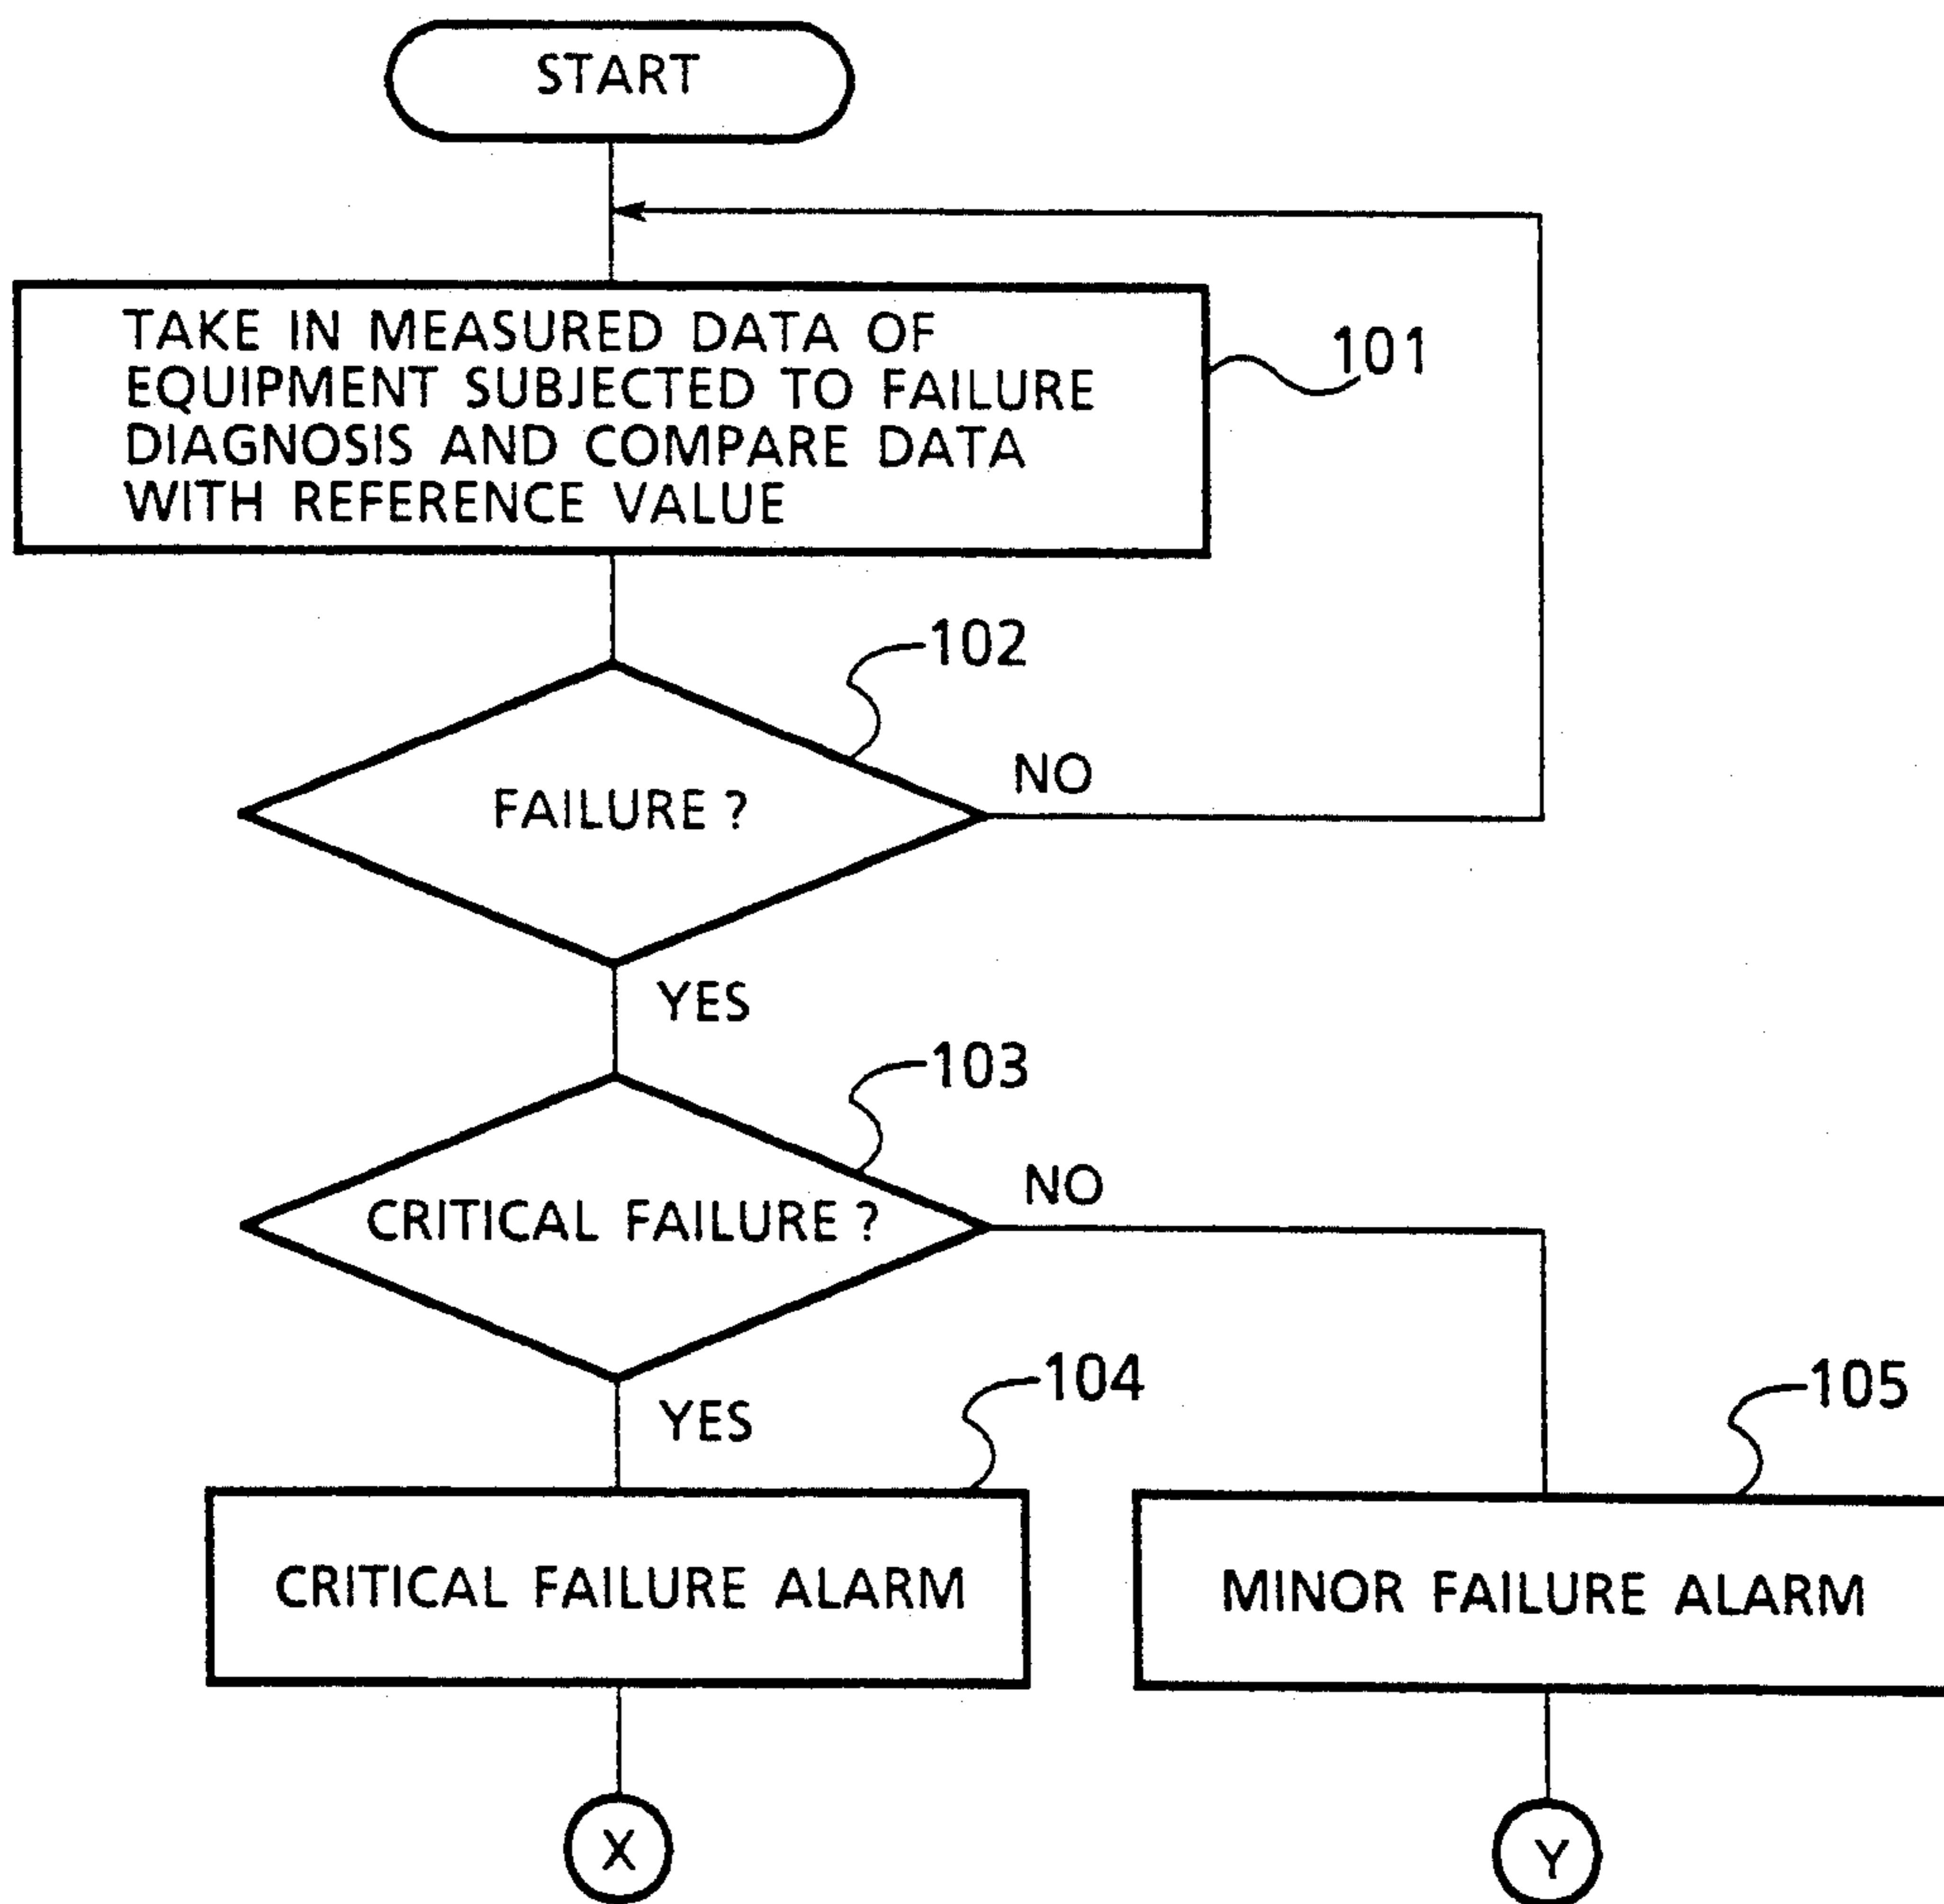 START
TAKE IN MEASURED DATA OF
EQUIPMENT SUBJECTED TO FAILURE
DIAGNOSIS AND COMPARE DATA
WITH REFERENCE VALUE
101
102
FAILURE ?
NO
YES
103
CRITICAL FAILURE ?
NO
YES
104
105
CRITICAL FAILURE ALARM
MINOR FAILURE ALARM
X
Y